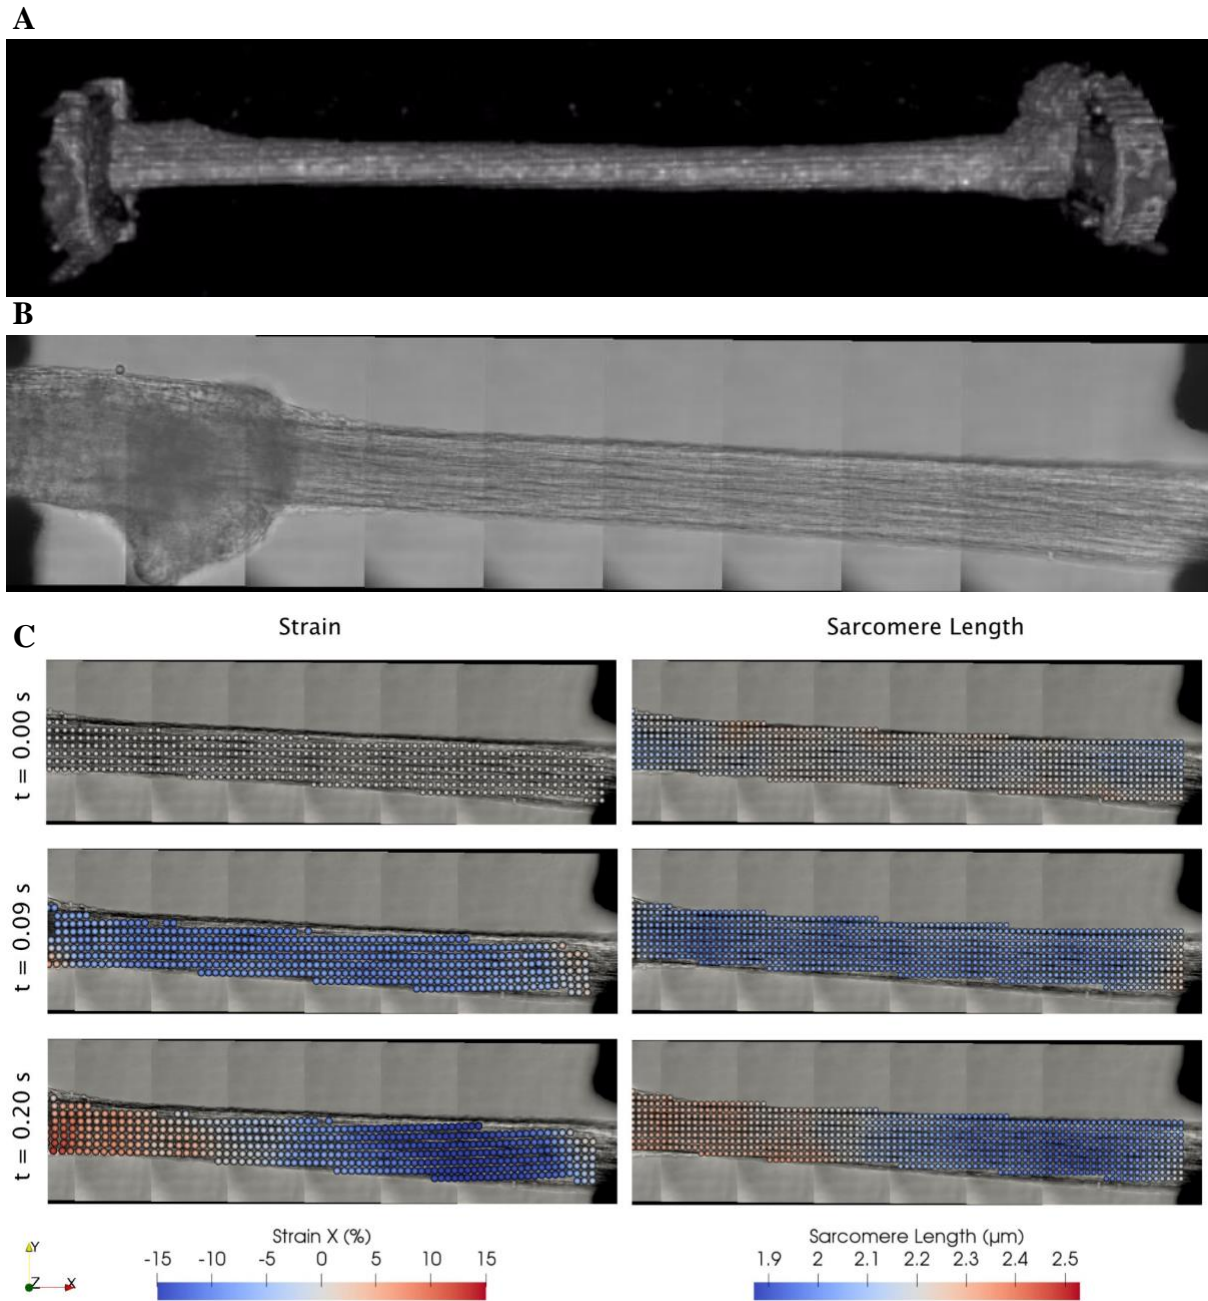 A
B
C
Strain
Sarcomere Length
t = 0.00 s
t = 0.09 s
t = 0.20 s
Strain X (%)
-15 -10 -5 0 5 10 15
Sarcomere Length (μm)
1.9 2 2.1 2.2 2.3 2.4 2.5
Y
Z X